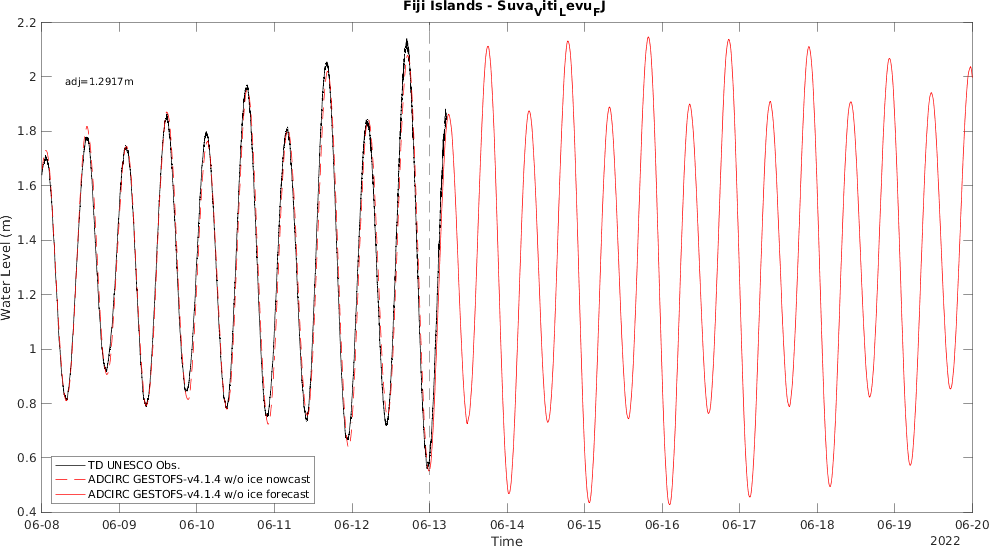 Fiji Islands - SuvaVitiLevuFJ
2.2
2
1.8
1.6
1.4
1.2
1
0.8
0.6
0.4
Water Level (m)
adj=1.2917m
TD UNESCO Obs.
ADCIRC GESTOFS-v4.1.4 w/o ice nowcast
ADCIRC GESTOFS-v4.1.4 w/o ice forecast
06-08 06-09 06-10 06-11 06-12 06-13 06-14 06-15 06-16 06-17 06-18 06-19 06-20
Time
2022